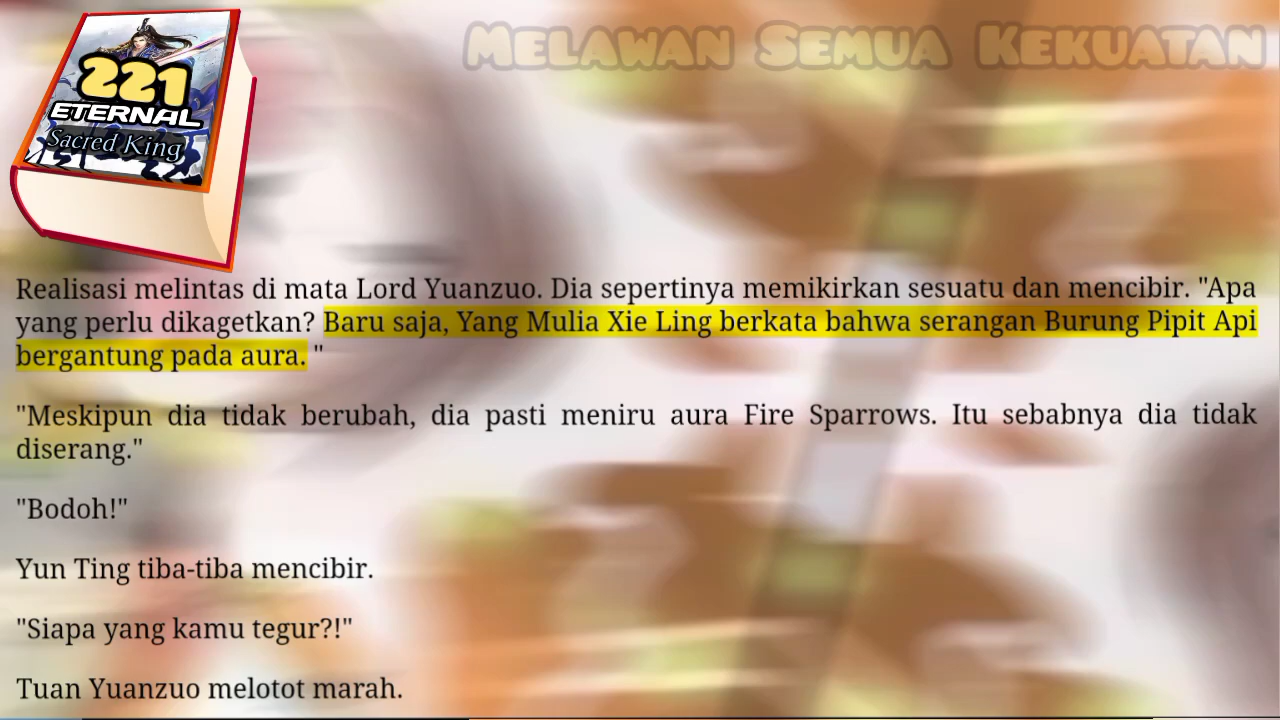 Melawan Semua Kekuatan
221
ETERNAL
Sacred King
Realisasi melintas di mata Lord Yuanzuo. Dia sepertinya memikirkan sesuatu dan mencibir. "Apa
yang perlu dikagetkan? Baru saja, Yang Mulia Xie Ling berkata bahwa serangan Burung Pipit Api
bergantung pada aura. "
"Meskipun dia tidak berubah, dia pasti meniru aura Fire Sparrows. Itu sebabnya dia tidak
diserang."
"Bodoh!"
Yun Ting tiba-tiba mencibir.
"Siapa yang kamu tegur?!"
Tuan Yuanzuo melotot marah.